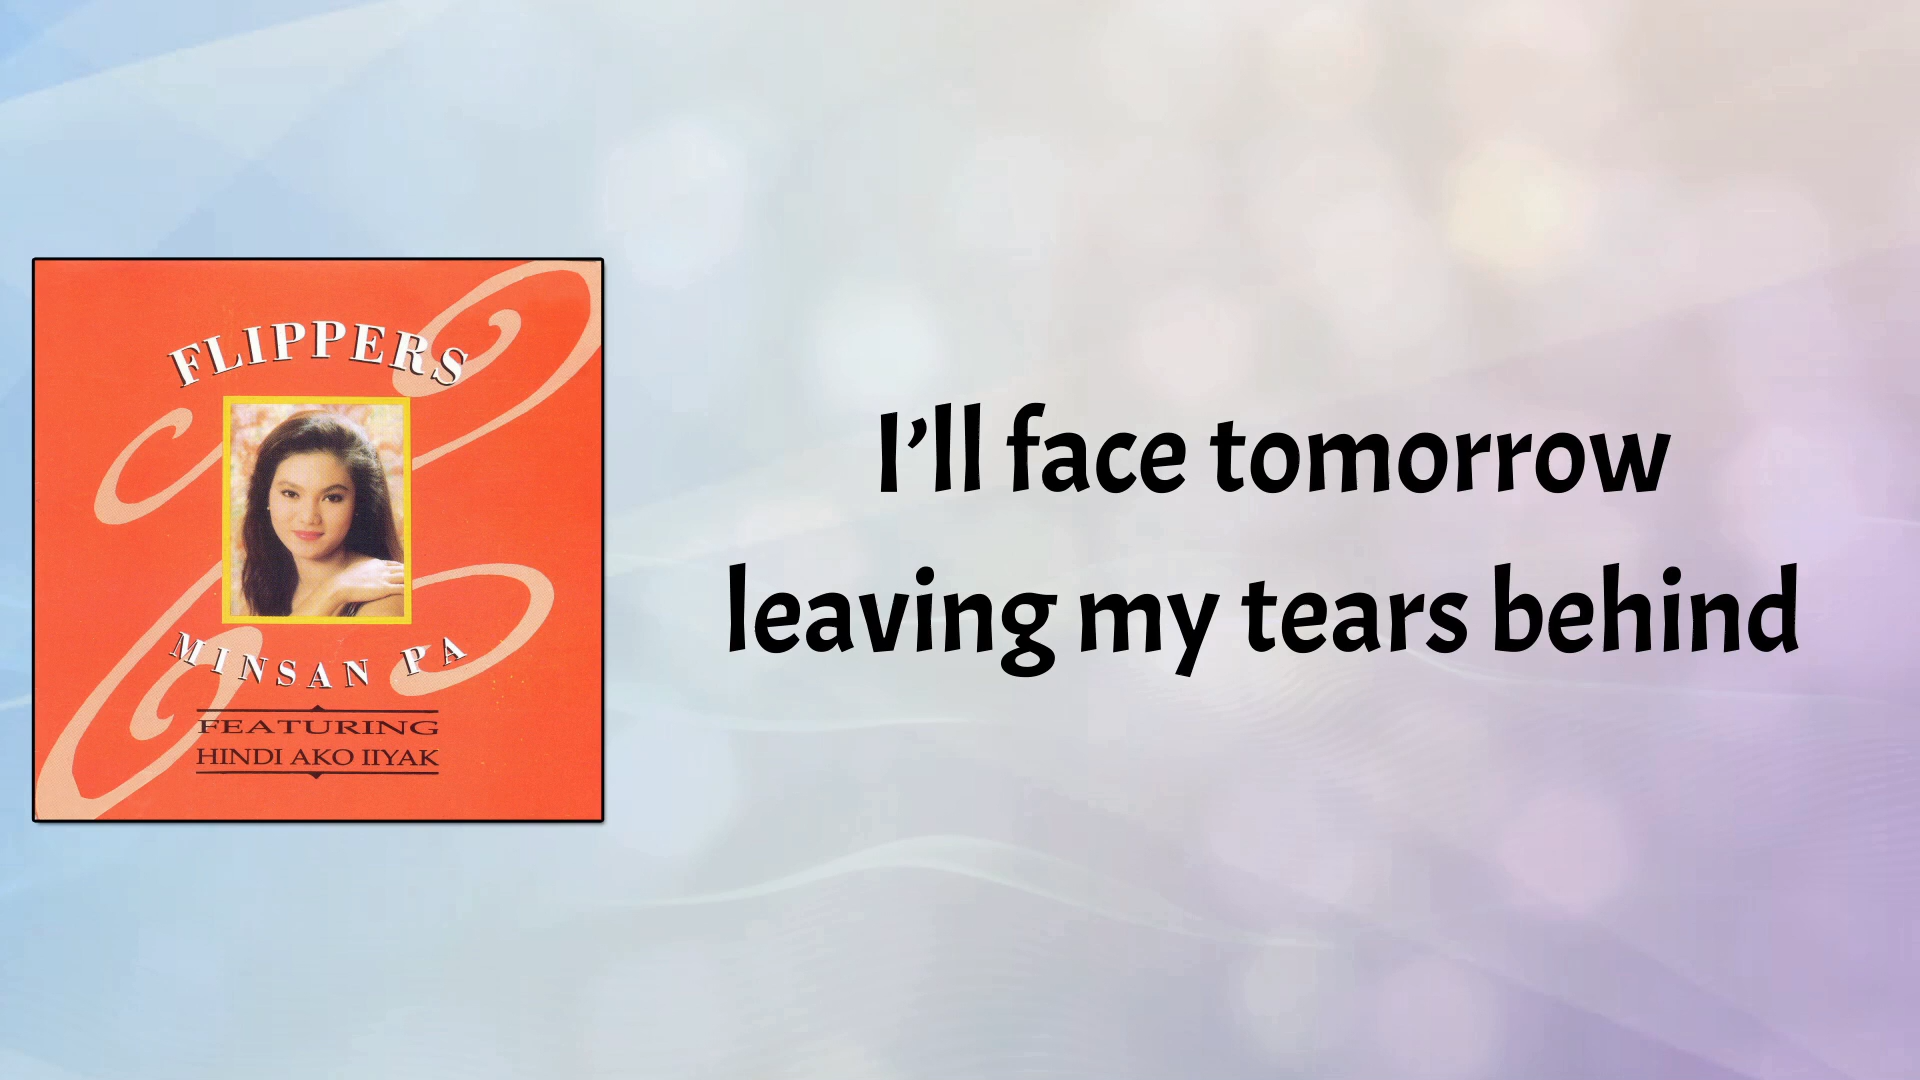 FLIPPERS
MINSAN PA
FEATURING
HINDI AKO IIYAK
I’ll face tomorrow
leaving my tears behind